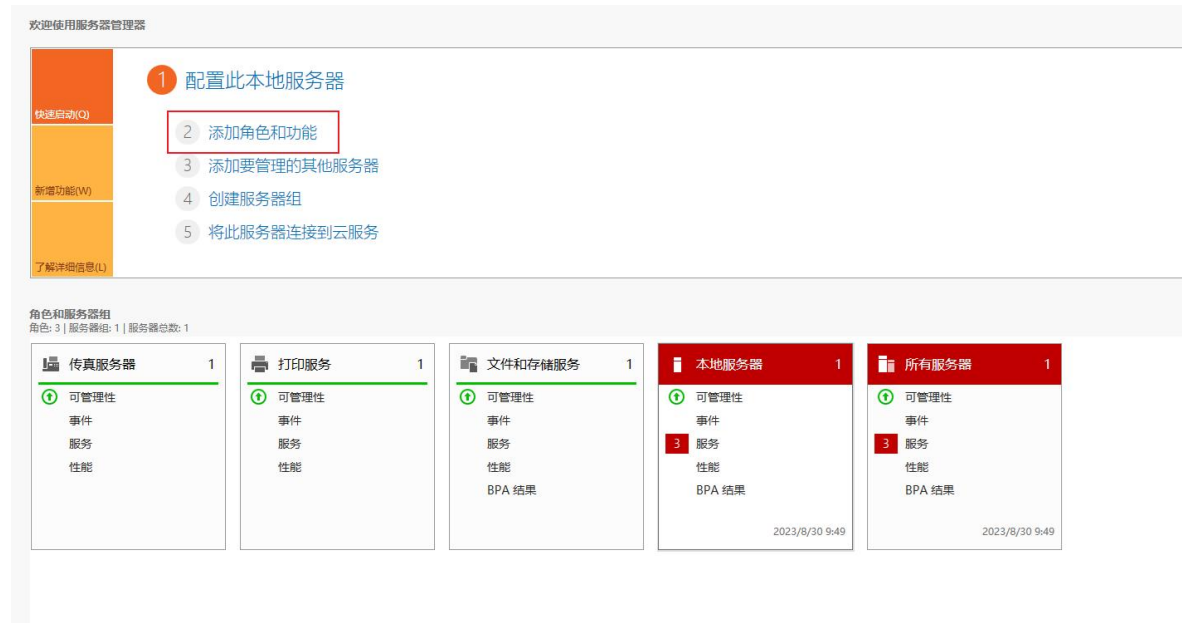 欢迎使用服务器管理器
快速启动(Q)
新增功能(W)
了解详细信息(L)
1 配置此本地服务器
2 添加角色和功能
3 添加要管理的其他服务器
4 创建服务器组
5 将此服务器连接到云服务
角色和服务器组
角色: 3 | 服务器组: 1 | 服务器总数: 1
传真服务器 1
可管理性
事件
服务
性能
打印服务 1
可管理性
事件
服务
性能
文件和存储服务 1
可管理性
事件
服务
性能
BPA 结果
本地服务器 1
可管理性
事件
3 服务
性能
BPA 结果
2023/8/30 9:49
所有服务器 1
可管理性
事件
3 服务
性能
BPA 结果
2023/8/30 9:49